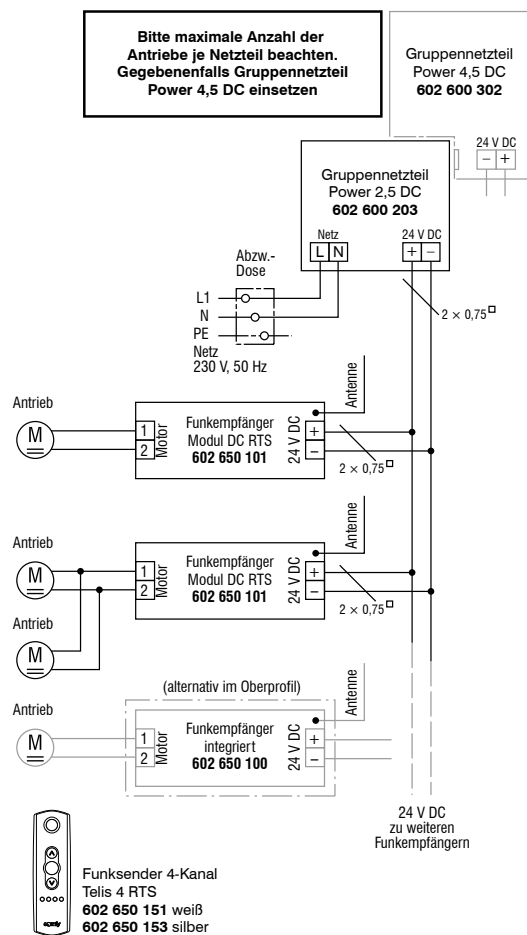 Bitte maximale Anzahl der
Antriebe je Netzteil beachten.
Gegebenenfalls Gruppennetzteil
Power 4,5 DC einsetzen
Gruppennetzteil
Power 4,5 DC
602 600 302
24 V DC
− +
Gruppennetzteil
Power 2,5 DC
602 600 203
Netz
L N
24 V DC
+ −
2 × 0,75
Abzw.-
Dose
L1
N
PE
Netz
230 V, 50 Hz
Antrieb
M
1
2
Motor
Funkempfänger
Modul DC RTS
602 650 101
24 V DC
+
−
Antenne
2 × 0,75
Antrieb
M
Antrieb
M
1
2
Motor
Funkempfänger
Modul DC RTS
602 650 101
24 V DC
+
−
Antenne
2 × 0,75
(alternativ im Oberprofil)
Antrieb
M
1
2
Motor
Funkempfänger
integriert
602 650 100
24 V DC
+
−
Antenne
24 V DC
zu weiteren
Funkempfängern
somfy
Funksender 4-Kanal
Telis 4 RTS
602 650 151 weiß
602 650 153 silber